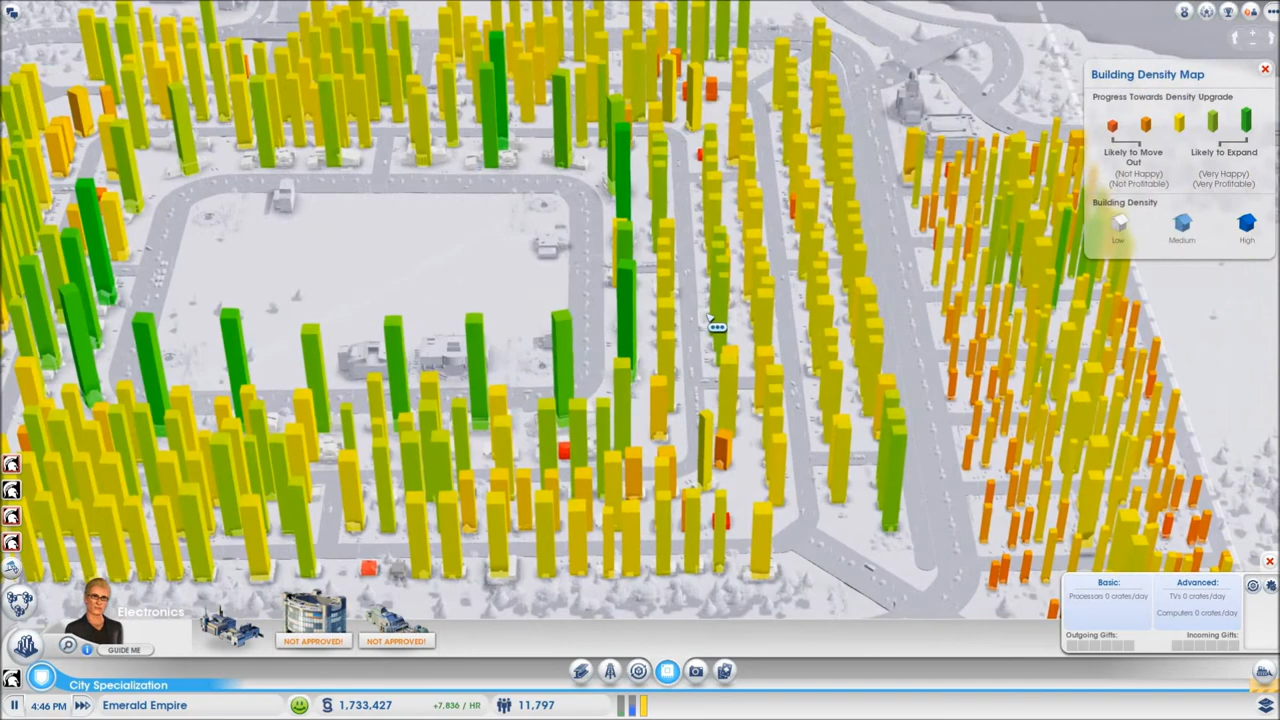 Building Density Map
Progress Towards Density Upgrade
Likely to Move Out
Likely to Expand
(Not Happy)
(Not Profitable)
(Very Happy)
(Very Profitable)
Building Density
Low
Medium
High
Basic:
Processors 0 crates/day
Advanced:
TVs 0 crates/day
Computers 0 crates/day
Outgoing Gifts:
Incoming Gifts:
Electronics
NOT APPROVED!
NOT APPROVED!
GUIDE ME
City Specialization
4:46 PM
Emerald Empire
1,733,427
+7,836 / HR
11,797